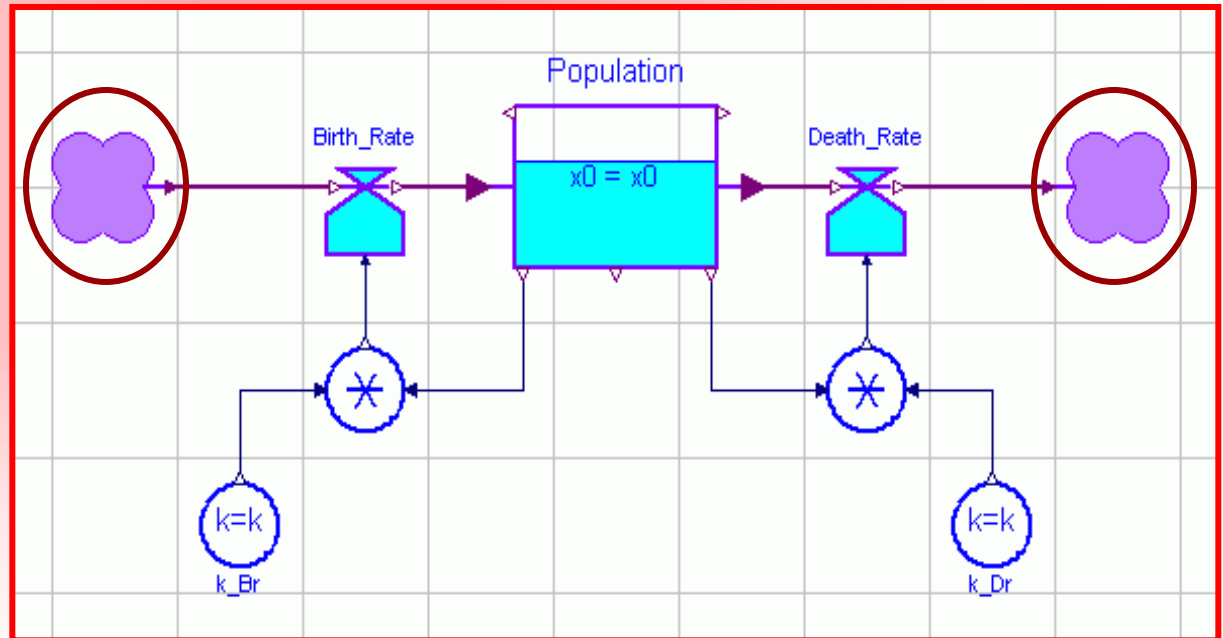 Population
Birth_Rate
Death_Rate
x0 = x0
k=k
k=k
k_Br
k_Dr